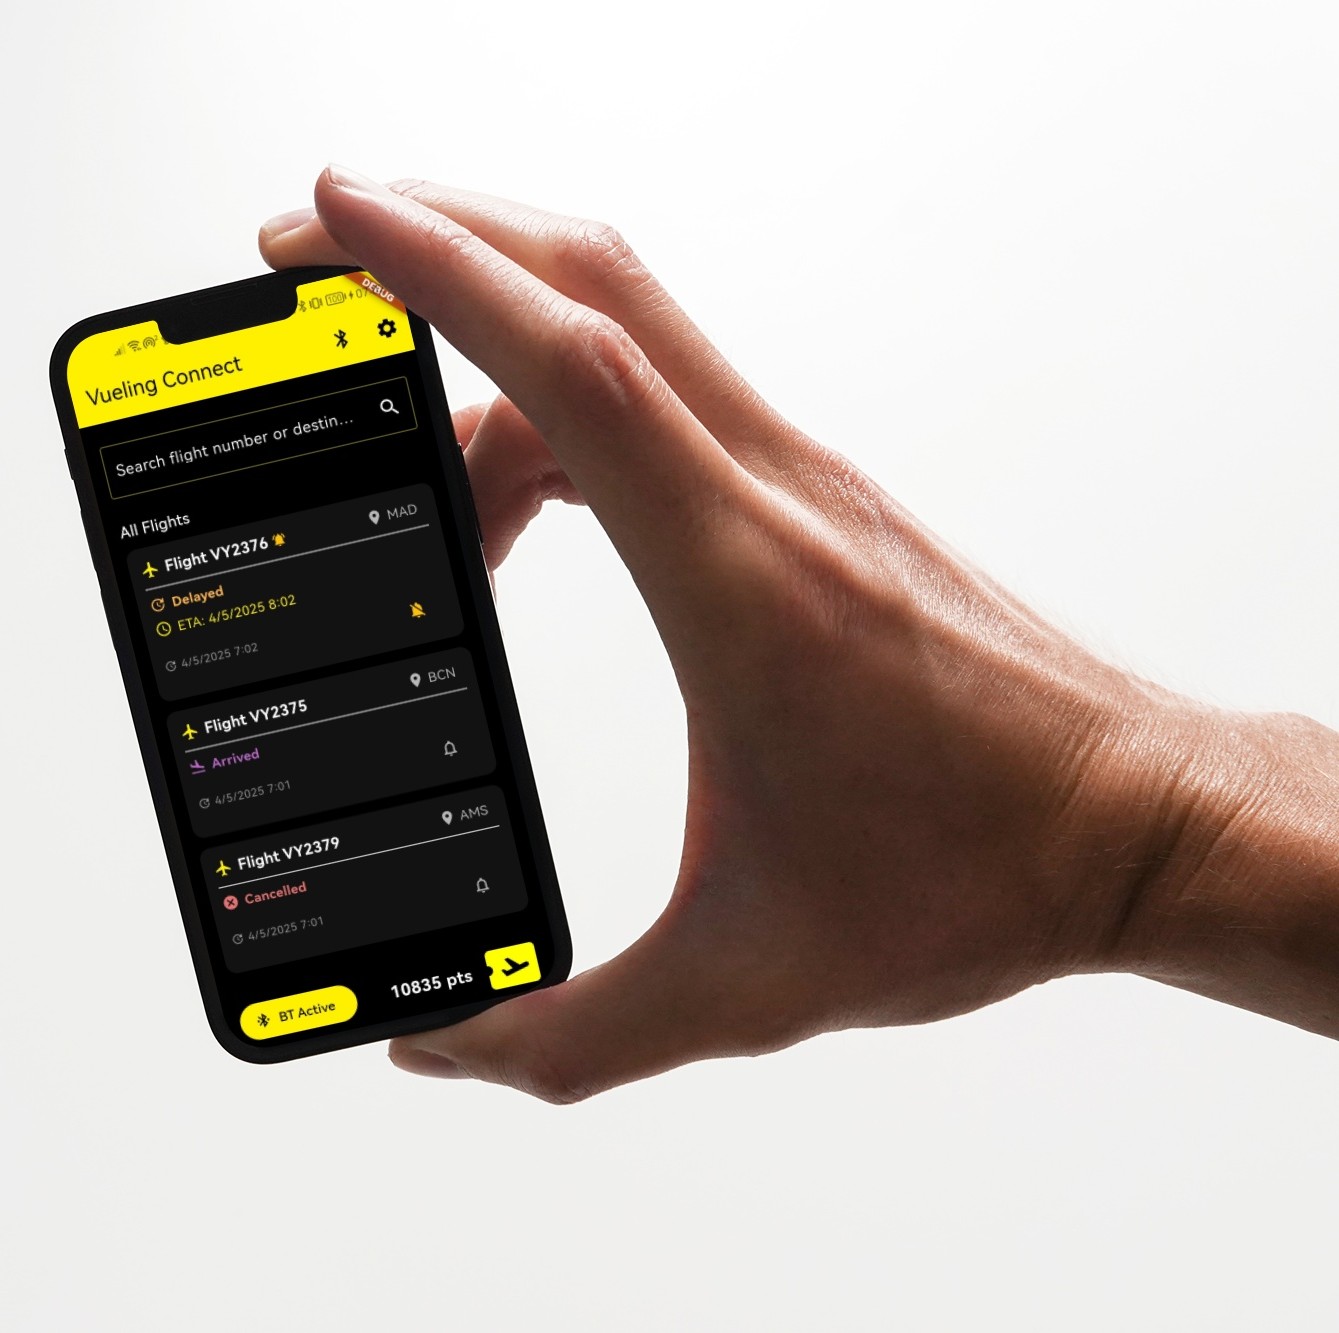 DEBUG
100
Vueling Connect
Search flight number or destin...
All Flights
Flight VY2376
MAD
Delayed
ETA: 4/5/2025 8:02
4/5/2025 7:02
Flight VY2375
BCN
Arrived
4/5/2025 7:01
Flight VY2379
AMS
Cancelled
4/5/2025 7:01
BT Active
10835 pts